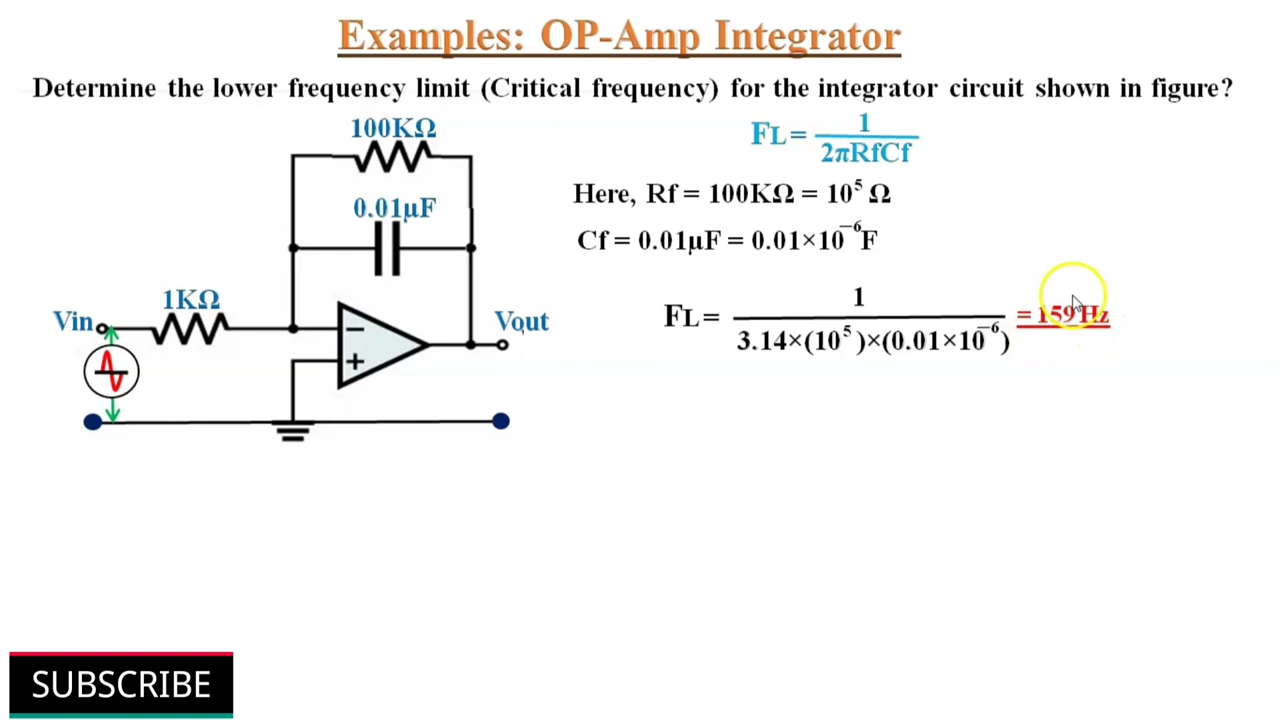 Examples: OP-Amp Integrator
Determine the lower frequency limit (Critical frequency) for the integrator circuit shown in figure?
100KΩ
0.01µF
1KΩ
Vin
Vout
−
+
FL = 1 / 2πRfCf
Here, Rf = 100KΩ = 10⁵ Ω
Cf = 0.01µF = 0.01×10⁻⁶F
FL = 1 / 3.14×(10⁵)×(0.01×10⁻⁶) = 159Hz
SUBSCRIBE